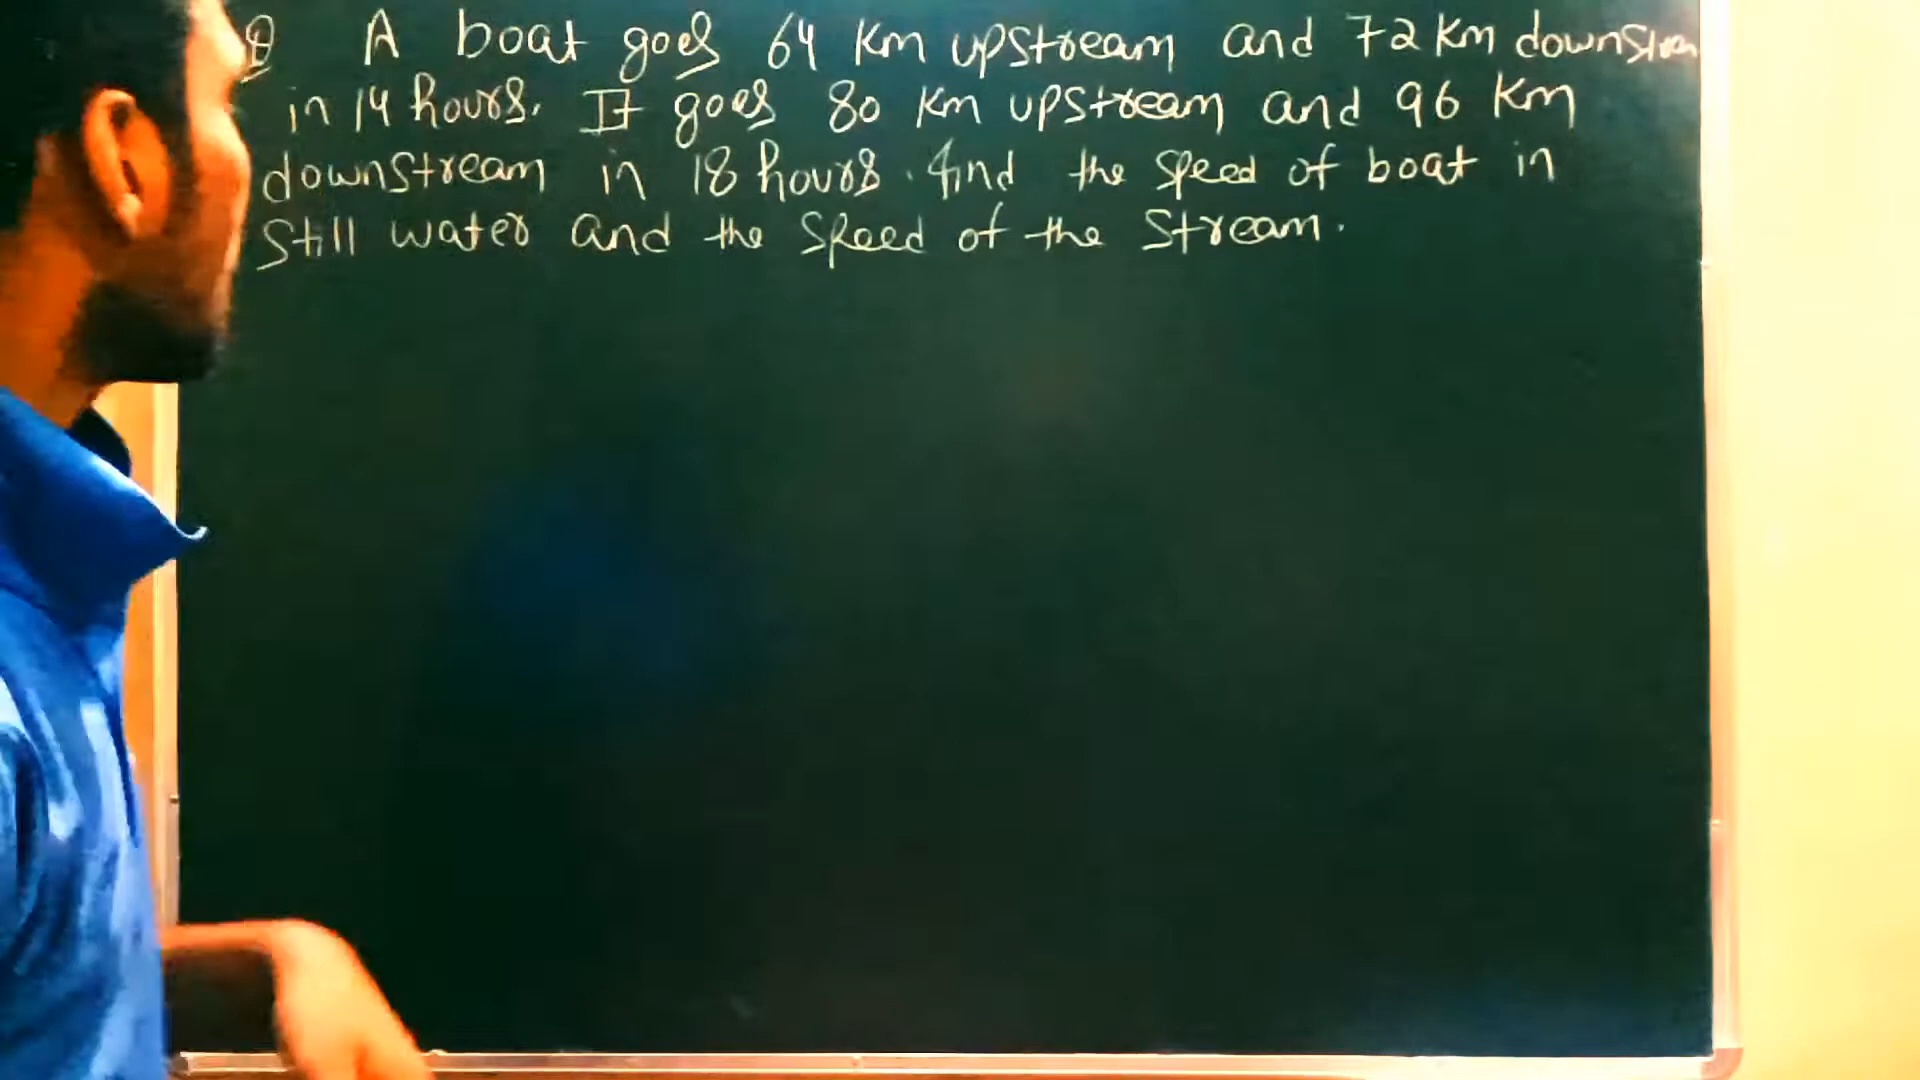 Q A boat goes 64 Km upstream and 72 Km downstream
in 14 hours. It goes 80 Km upstream and 96 Km
downstream in 18 hours. find the speed of boat in
Still water and the speed of the stream.